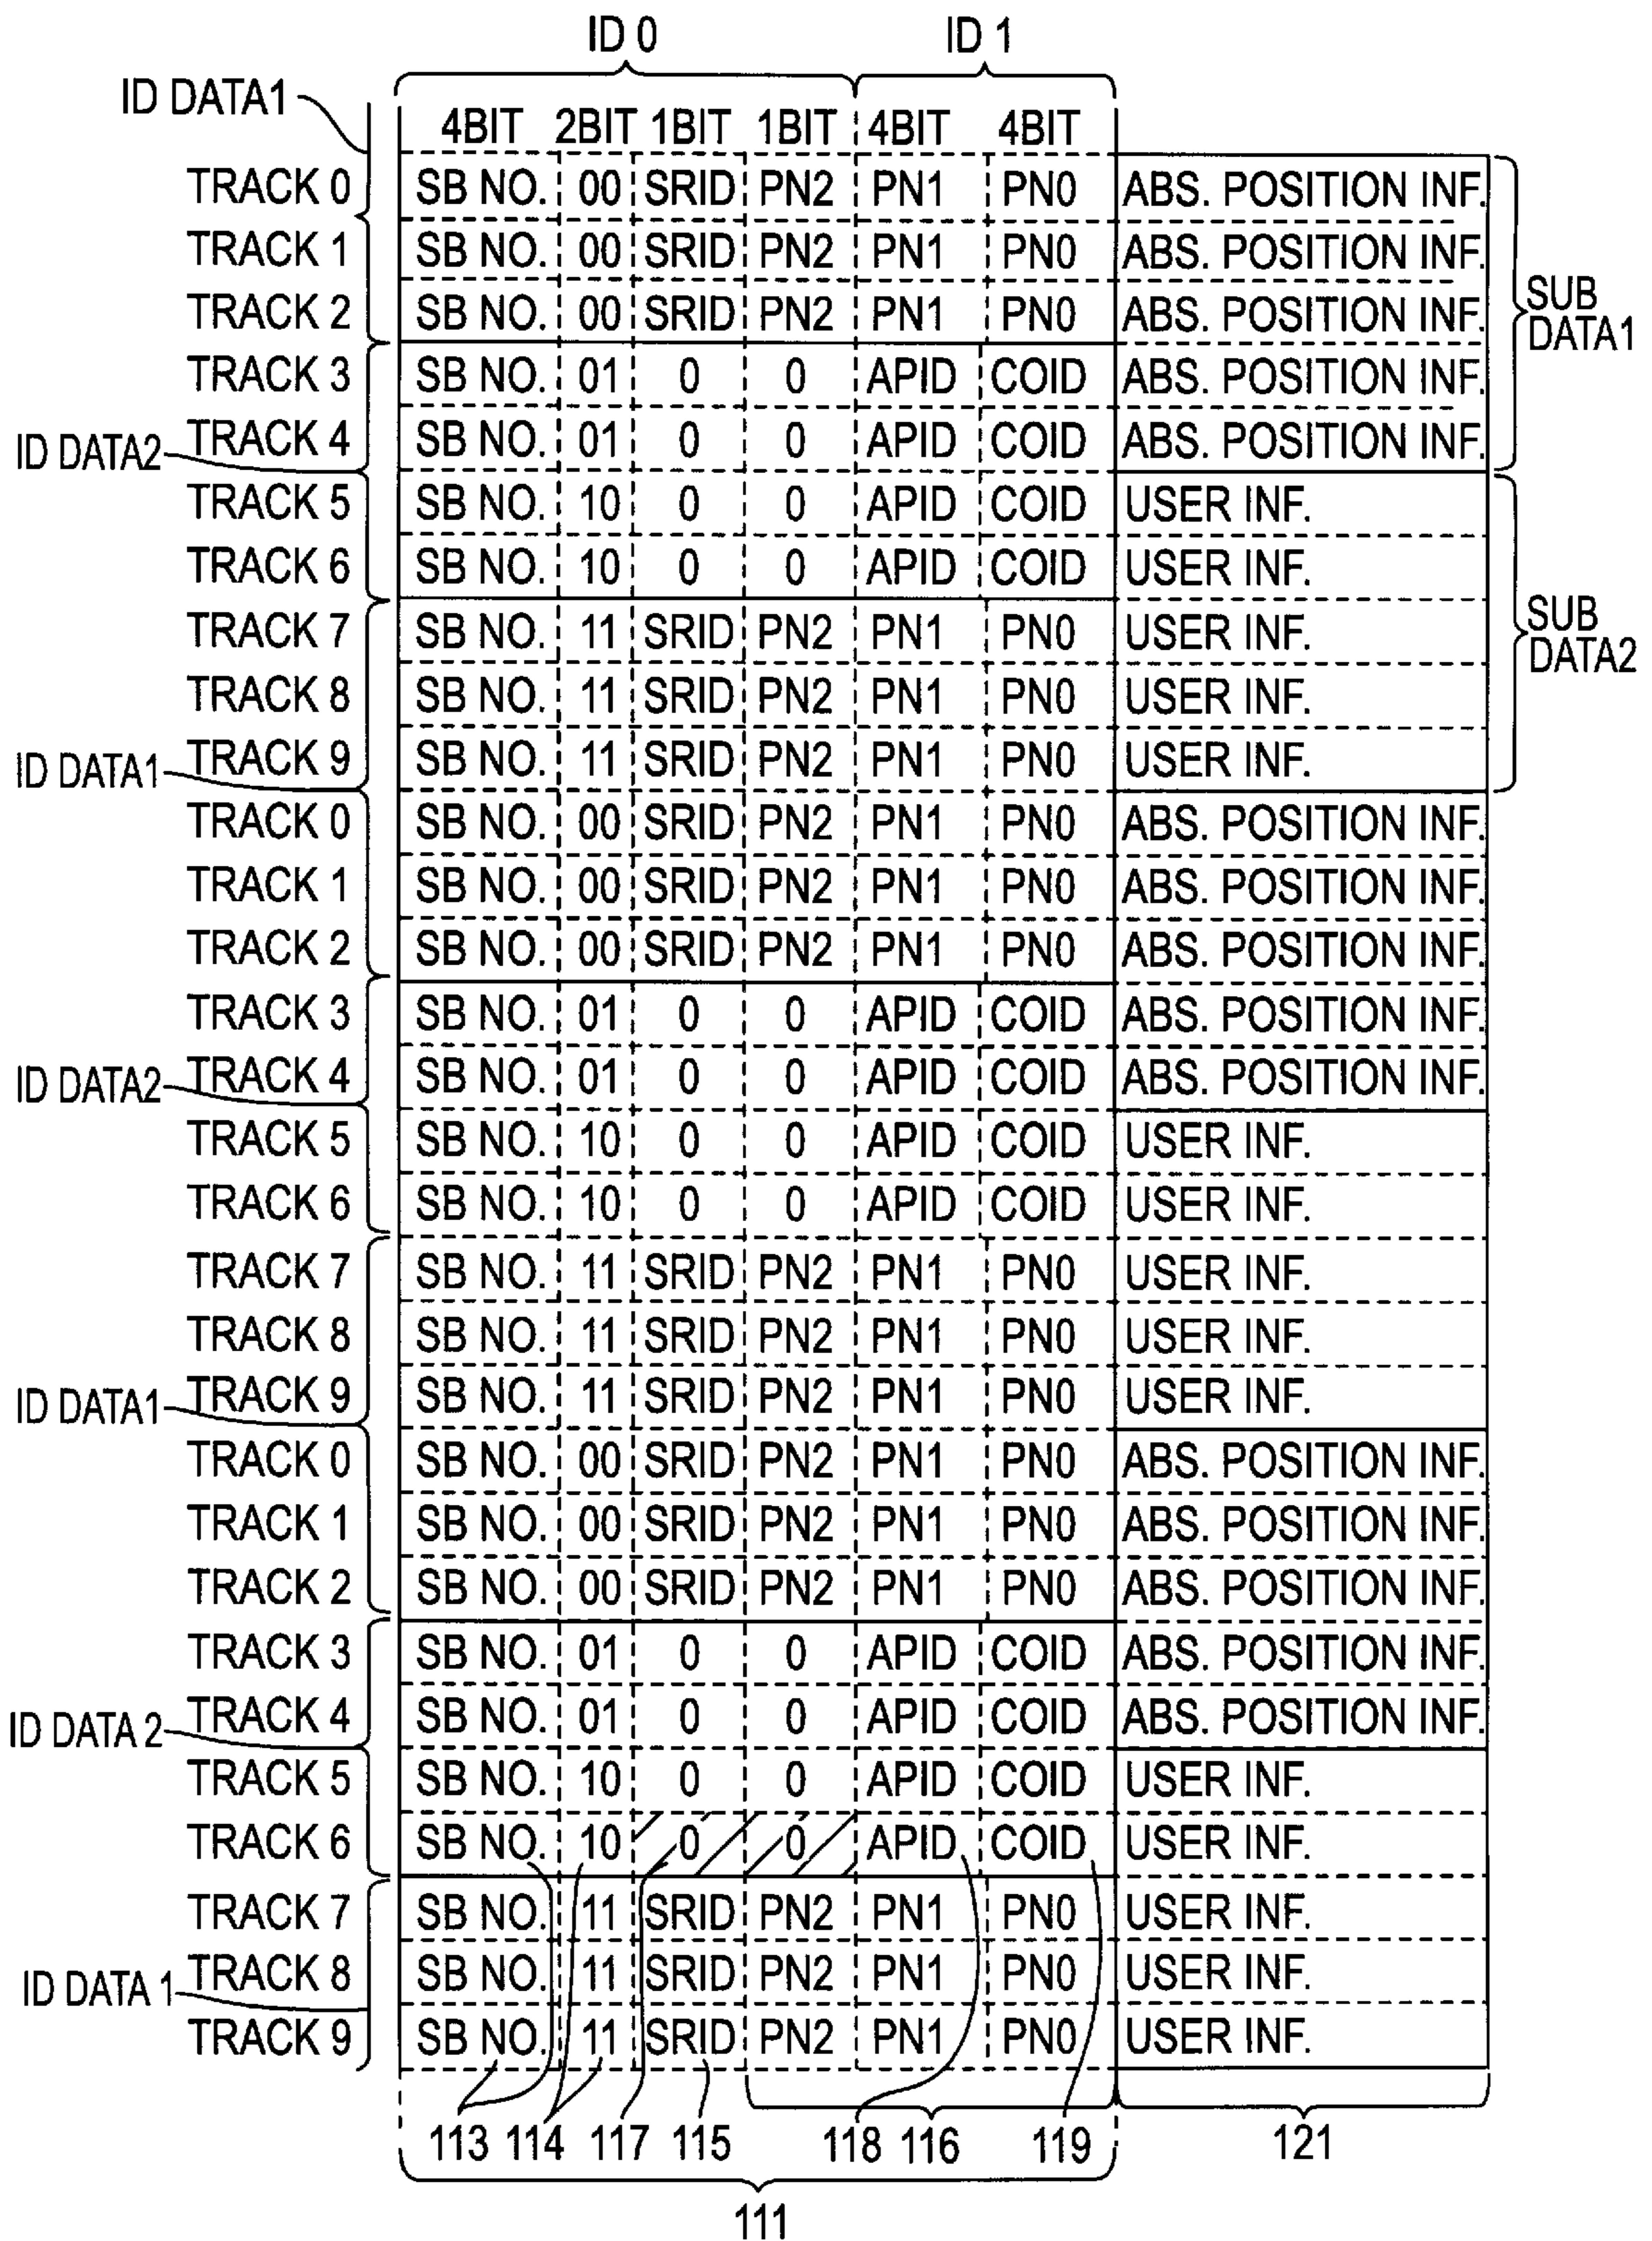 ID 0 ID 1
ID DATA1
4BIT 2BIT 1BIT 1BIT 4BIT 4BIT
TRACK 0 SB NO. 00 SRID PN2 PN1 PN0 ABS. POSITION INF.
TRACK 1 SB NO. 00 SRID PN2 PN1 PN0 ABS. POSITION INF.
TRACK 2 SB NO. 00 SRID PN2 PN1 PN0 ABS. POSITION INF.
SUB
DATA1
TRACK 3 SB NO. 01 0 0 APID COID ABS. POSITION INF.
ID DATA2 TRACK 4 SB NO. 01 0 0 APID COID ABS. POSITION INF.
TRACK 5 SB NO. 10 0 0 APID COID USER INF.
TRACK 6 SB NO. 10 0 0 APID COID USER INF.
TRACK 7 SB NO. 11 SRID PN2 PN1 PN0 USER INF.
SUB
DATA2
TRACK 8 SB NO. 11 SRID PN2 PN1 PN0 USER INF.
ID DATA1 TRACK 9 SB NO. 11 SRID PN2 PN1 PN0 USER INF.
TRACK 0 SB NO. 00 SRID PN2 PN1 PN0 ABS. POSITION INF.
TRACK 1 SB NO. 00 SRID PN2 PN1 PN0 ABS. POSITION INF.
TRACK 2 SB NO. 00 SRID PN2 PN1 PN0 ABS. POSITION INF.
TRACK 3 SB NO. 01 0 0 APID COID ABS. POSITION INF.
ID DATA2 TRACK 4 SB NO. 01 0 0 APID COID ABS. POSITION INF.
TRACK 5 SB NO. 10 0 0 APID COID USER INF.
TRACK 6 SB NO. 10 0 0 APID COID USER INF.
TRACK 7 SB NO. 11 SRID PN2 PN1 PN0 USER INF.
TRACK 8 SB NO. 11 SRID PN2 PN1 PN0 USER INF.
ID DATA1 TRACK 9 SB NO. 11 SRID PN2 PN1 PN0 USER INF.
TRACK 0 SB NO. 00 SRID PN2 PN1 PN0 ABS. POSITION INF.
TRACK 1 SB NO. 00 SRID PN2 PN1 PN0 ABS. POSITION INF.
TRACK 2 SB NO. 00 SRID PN2 PN1 PN0 ABS. POSITION INF.
TRACK 3 SB NO. 01 0 0 APID COID ABS. POSITION INF.
ID DATA 2 TRACK 4 SB NO. 01 0 0 APID COID ABS. POSITION INF.
TRACK 5 SB NO. 10 0 0 APID COID USER INF.
TRACK 6 SB NO. 10 0 0 APID COID USER INF.
TRACK 7 SB NO. 11 SRID PN2 PN1 PN0 USER INF.
ID DATA 1 TRACK 8 SB NO. 11 SRID PN2 PN1 PN0 USER INF.
TRACK 9 SB NO. 11 SRID PN2 PN1 PN0 USER INF.
113 114 117 115 118 116 119 121
111